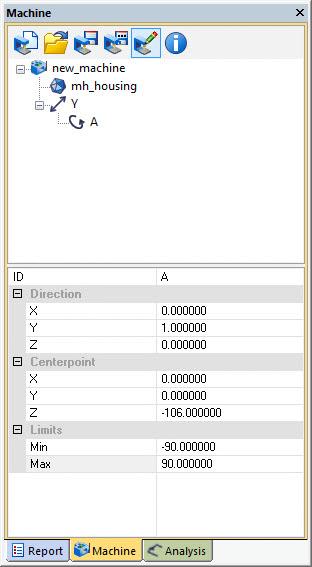 Machine
new_machine
mh_housing
Y
A
ID A
Direction
X 0.000000
Y 1.000000
Z 0.000000
Centerpoint
X 0.000000
Y 0.000000
Z -106.000000
Limits
Min -90.000000
Max 90.000000
Report Machine Analysis